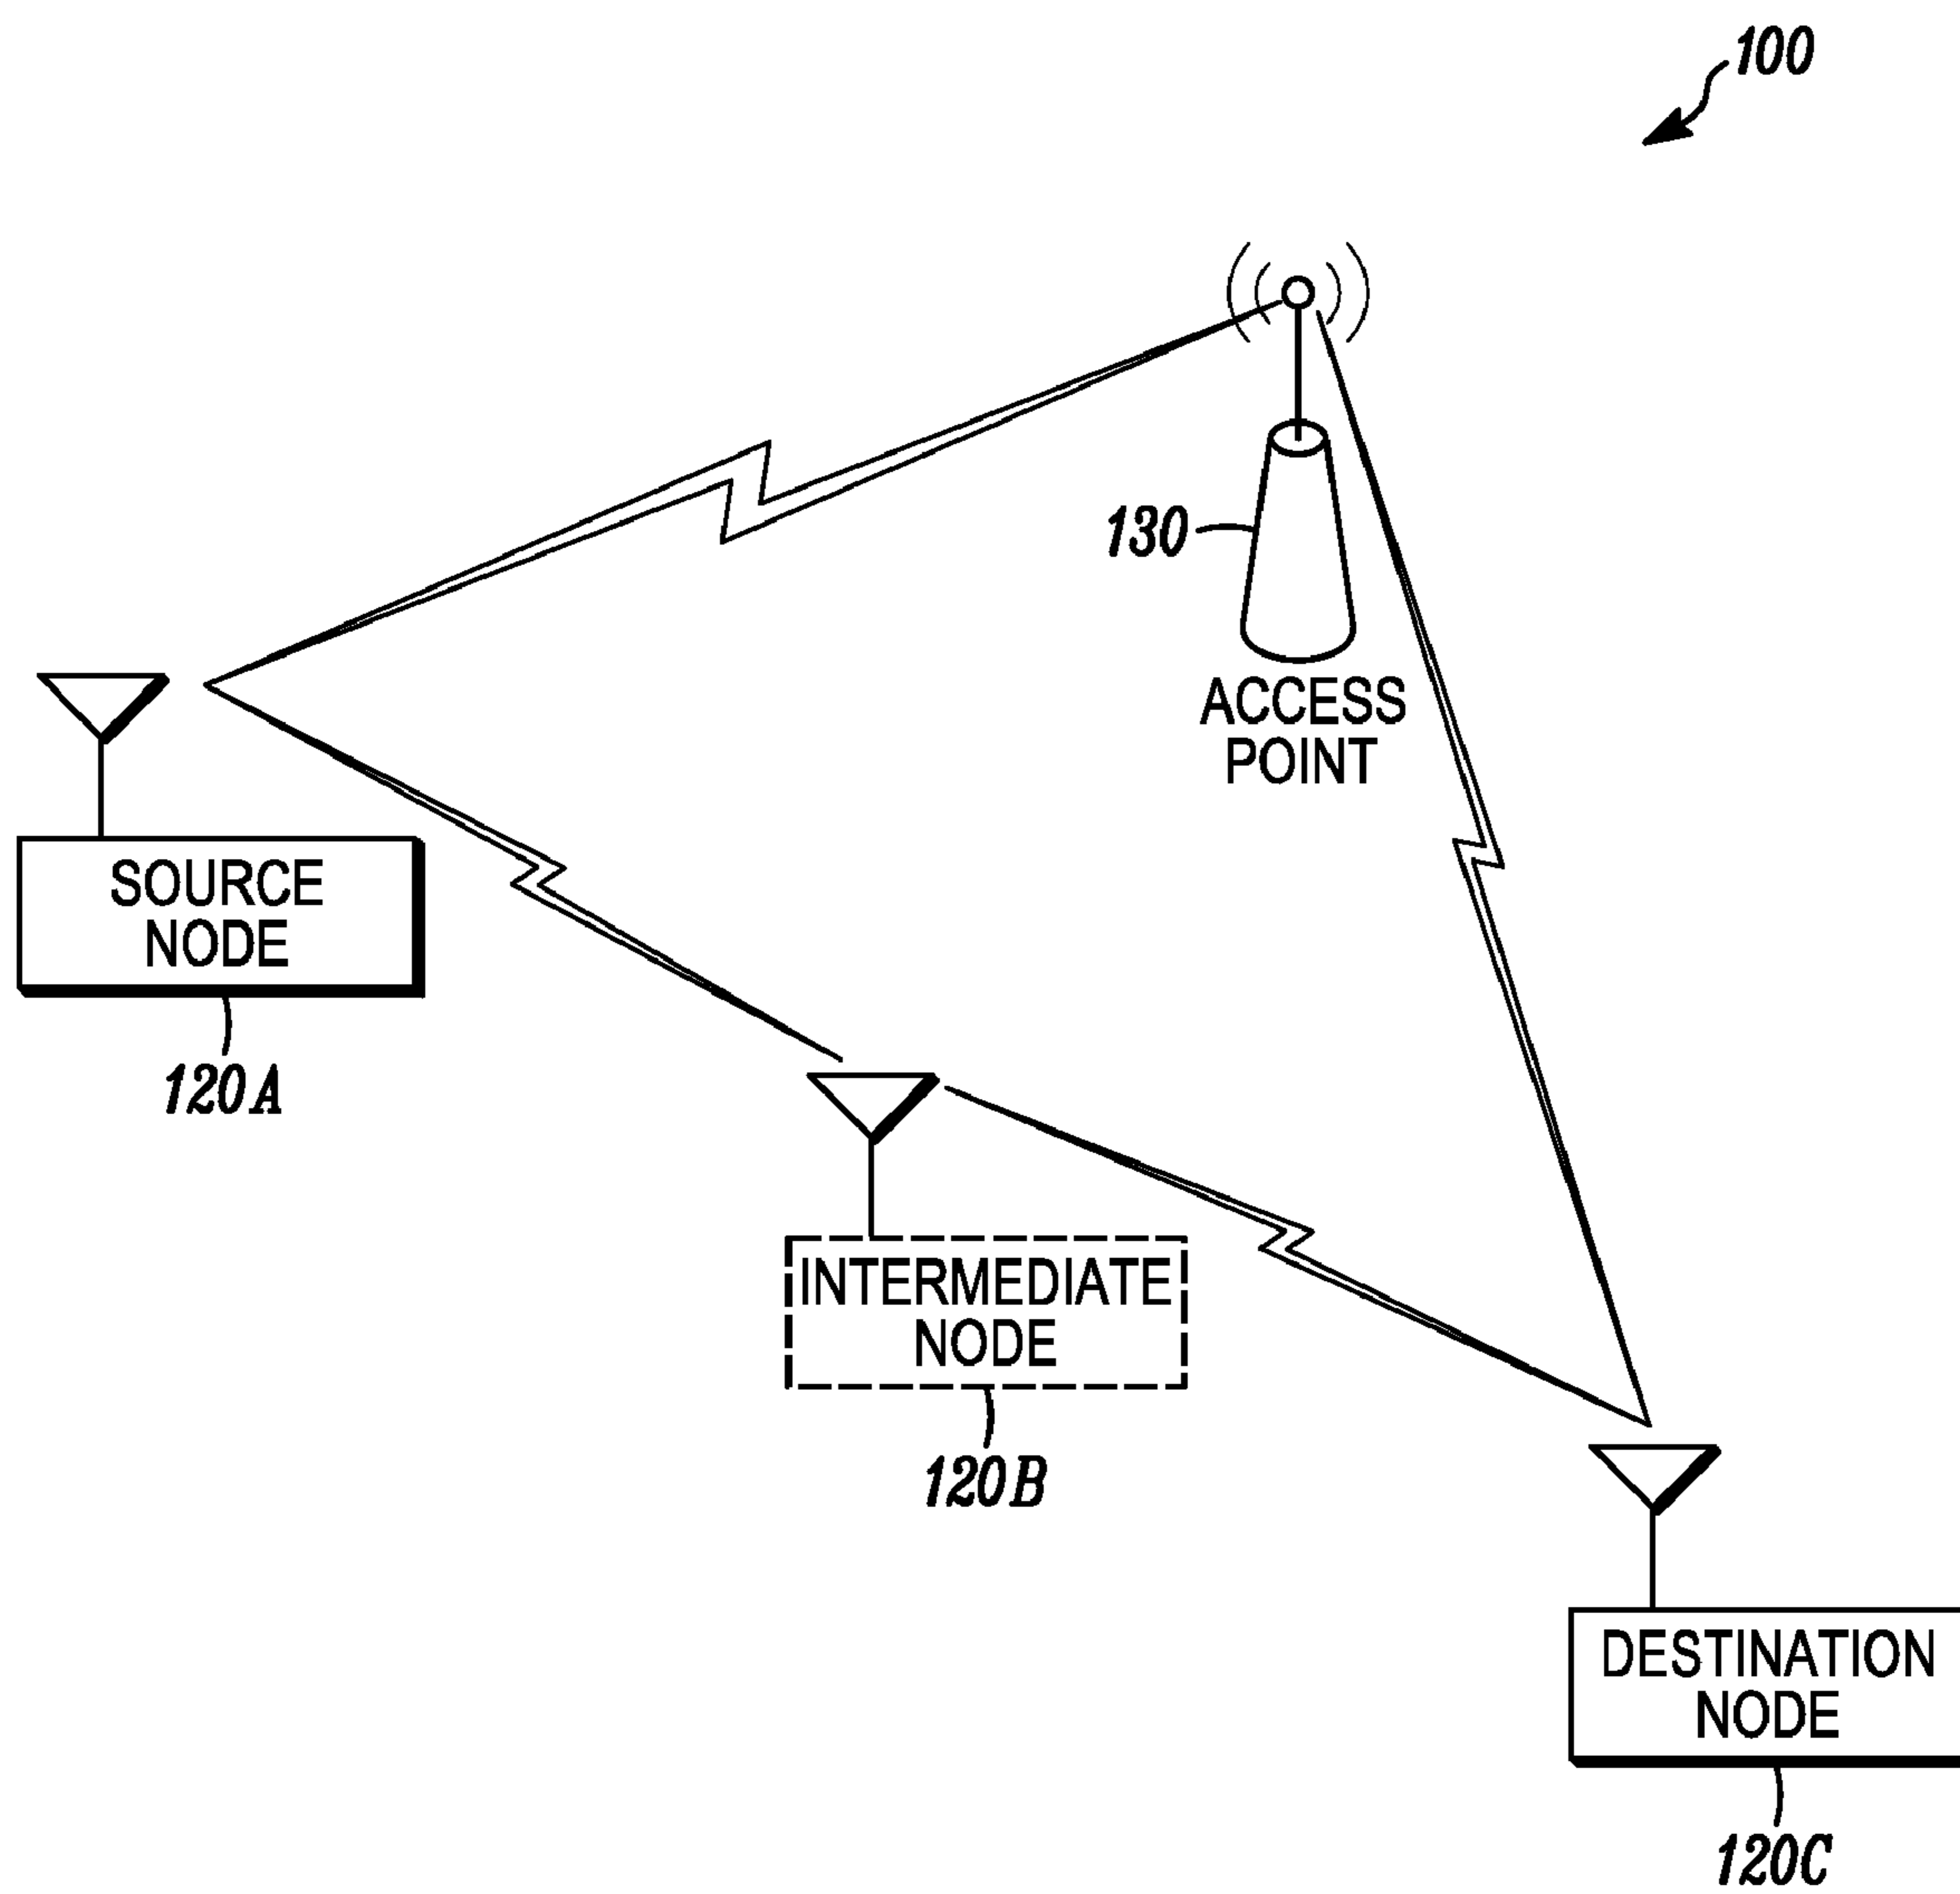 100
130
ACCESS
POINT
SOURCE
NODE
120A
INTERMEDIATE
NODE
120B
DESTINATION
NODE
120C